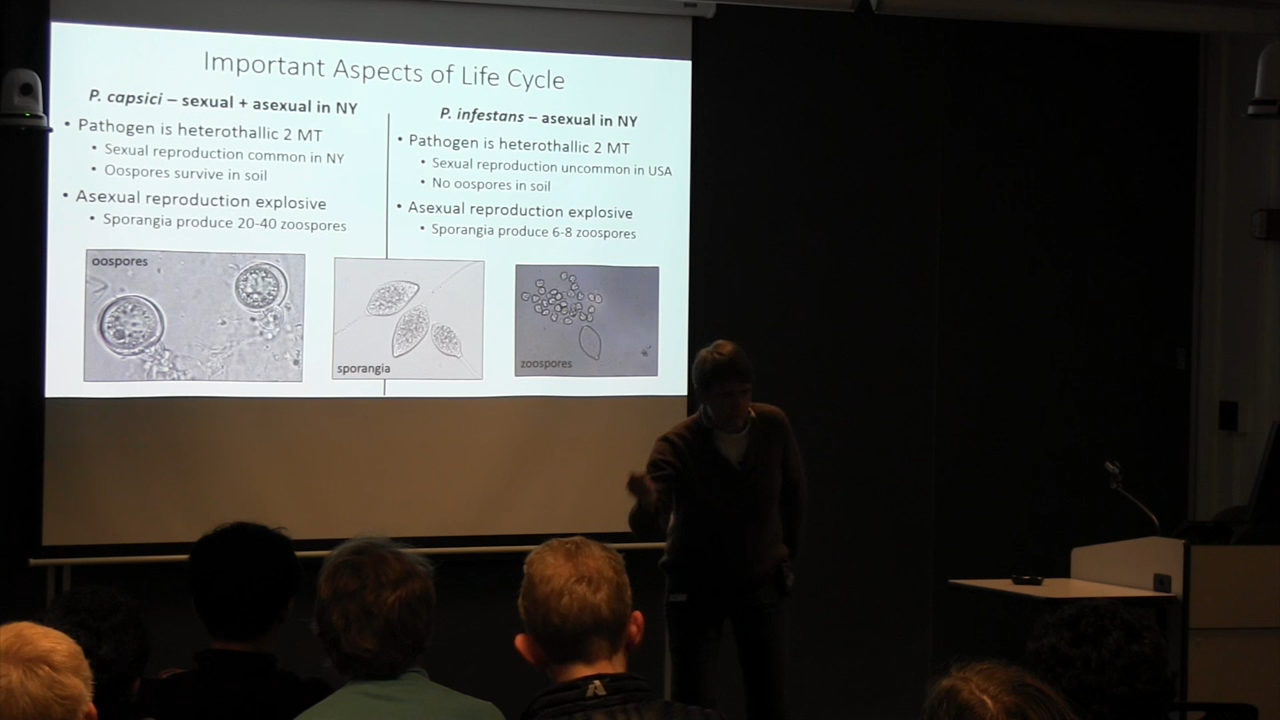 Important Aspects of Life Cycle
P. capsici – sexual + asexual in NY
• Pathogen is heterothallic 2 MT
• Sexual reproduction common in NY
• Oospores survive in soil
• Asexual reproduction explosive
• Sporangia produce 20-40 zoospores
P. infestans – asexual in NY
• Pathogen is heterothallic 2 MT
• Sexual reproduction uncommon in USA
• No oospores in soil
• Asexual reproduction explosive
• Sporangia produce 6-8 zoospores
oospores
sporangia
zoospores